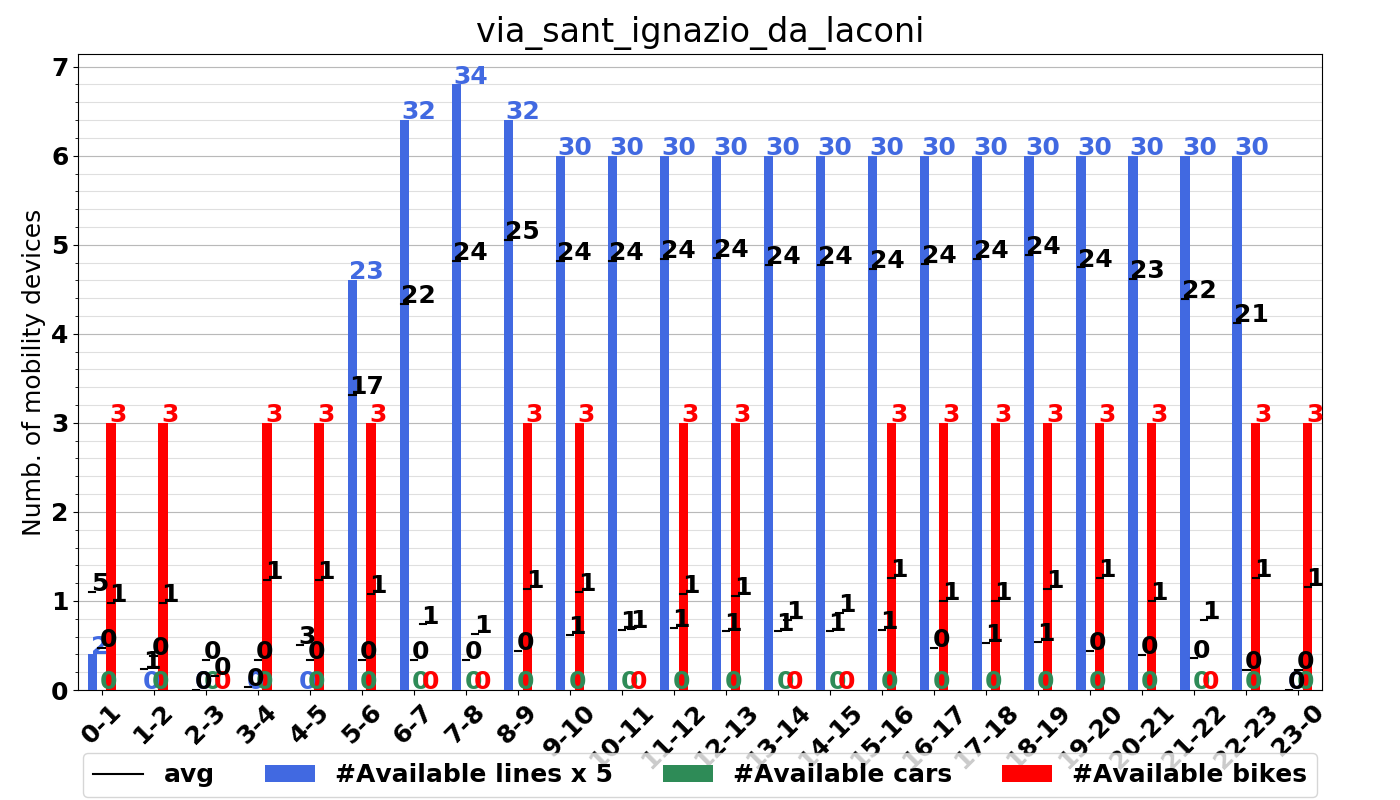 via_sant_ignazio_da_laconi
7
34
32 32
6
30 30 30 30 30 30 30 30 30 30 30 30 30 30
25
5
24 24 24 24 24 24 24 24 24 24 24 24 23
23
22 22
21
4
17
3
3 3 3 3 3 3 3 3 3 3 3 3 3 3 3 3 3
2
1
0
Numb. of mobility devices
0-1 1-2 2-3 3-4 4-5 5-6 6-7 7-8 8-9 9-10 10-11 11-12 12-13 13-14 14-15 15-16 16-17 17-18 18-19 19-20 20-21 21-22 22-23 23-0
avg #Available lines x 5 #Available cars #Available bikes